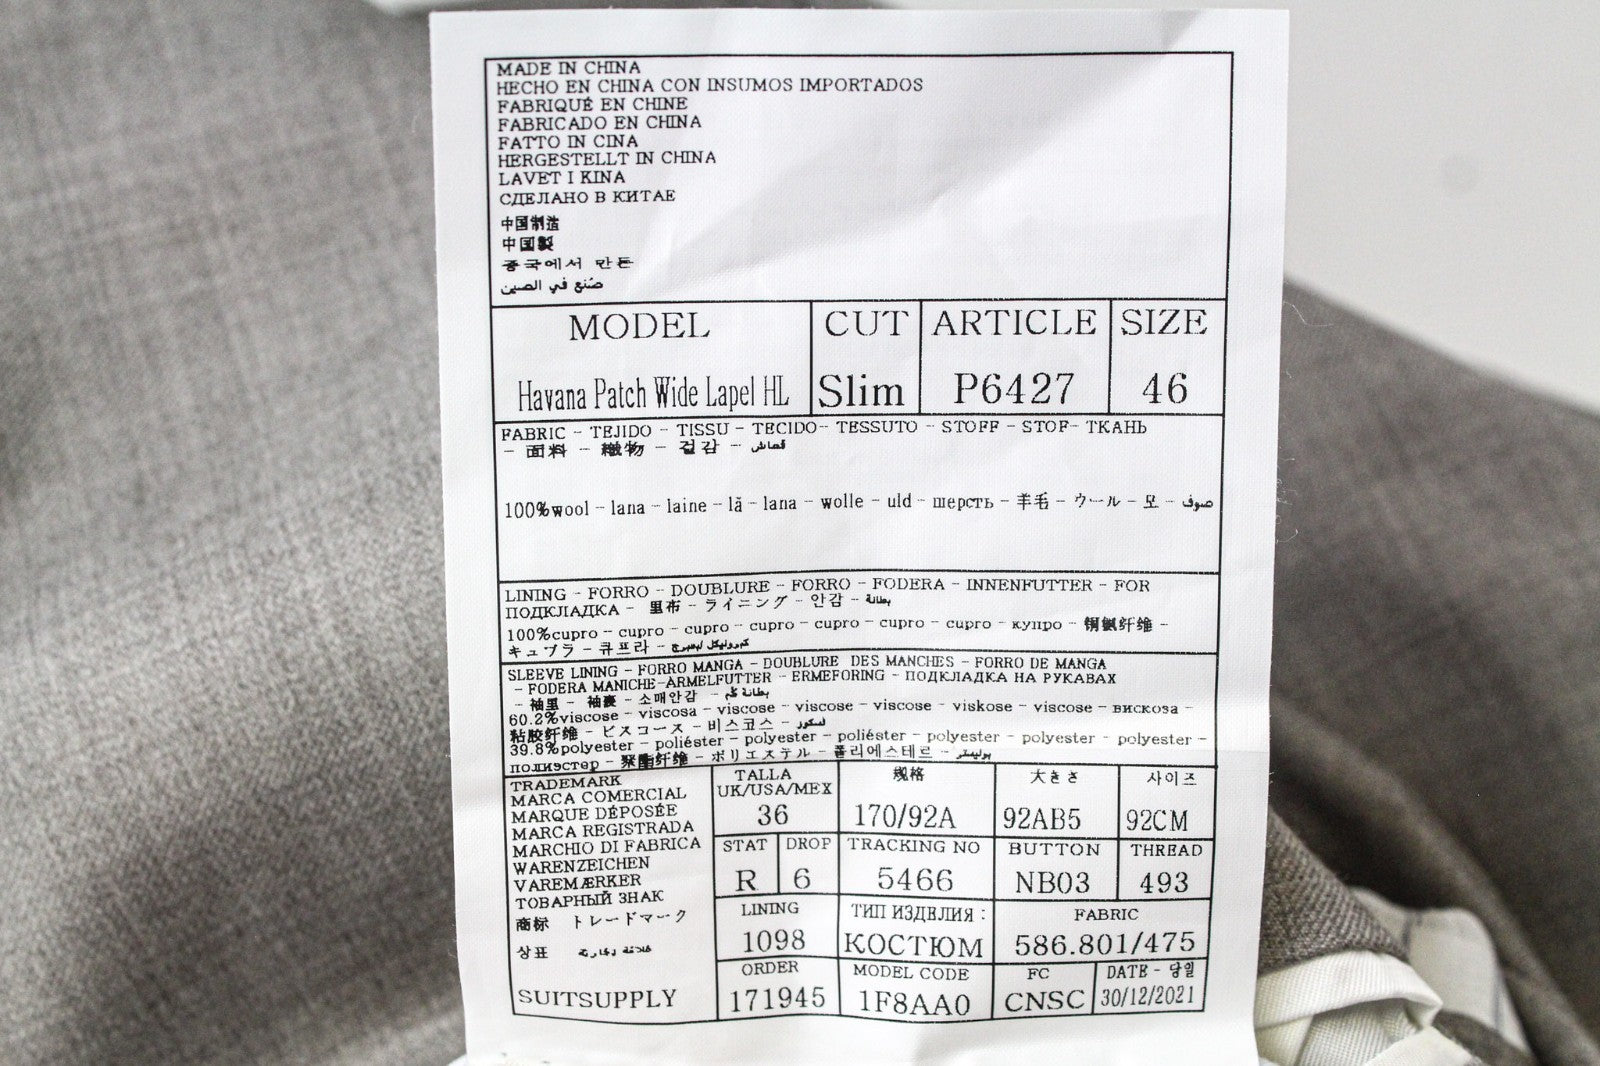 MADE IN CHINA
HECHO EN CHINA CON INSUMOS IMPORTADOS
FABRIQUÉ EN CHINE
FABRICADO EN CHINA
FATTO IN CINA
HERGESTELLT IN CHINA
LAVET I KINA
СДЕЛАНО В КИТАЕ
中国制造
中国製
중국에서 만든
صنع في الصين
MODEL CUT ARTICLE SIZE
Havana Patch Wide Lapel HL Slim P6427 46
FABRIC - TEJIDO - TISSU - TECIDO- TESSUTO - STOFF - STOF- ТКАНЬ
- 面料 - 織物 - 겉감 - قماش
100%wool - lana - laine - lã - lana - wolle - uld - шерсть - 羊毛 - ウール - 모 - صوف
LINING - FORRO - DOUBLURE - FORRO - FODERA - INNENFUTTER - FOR
ПОДКЛАДКА - 里布 - ライニング - 안감 - بطانة
100%cupro - cupro - cupro - cupro - cupro - cupro - cupro - купро - 铜氨纤维 -
キュプラ - 큐프라 -
SLEEVE LINING - FORRO MANGA - DOUBLURE DES MANCHES - FORRO DE MANGA
- FODERA MANICHE-ARMELFUTTER - ERMEFORING - ПОДКЛАДКА НА РУКАВАХ
- 袖里 - 袖裏 - 소매안감 - بطانة كم
60.2%viscose - viscosa - viscose - viscose - viscose - viskose - viscose - вискоза -
粘胶纤维 - ビスコース - 비스코스 -
39.8%polyester - poliéster - polyester - poliéster - polyester - polyester - polyester -
полиэстер - 聚酯纤维 - ポリエステル - 폴리에스테르 - بوليستر
TRADEMARK
MARCA COMERCIAL
MARQUE DÉPOSÉE
MARCA REGISTRADA
MARCHIO DI FABRICA
WARENZEICHEN
VAREMÆRKER
ТОВАРНЫЙ ЗНАК
商标 トレードマーク
상표
SUITSUPPLY
TALLA 规格 大きさ 사이즈
UK/USA/MEX
36 170/92A 92AB5 92CM
STAT DROP TRACKING NO BUTTON THREAD
R 6 5466 NB03 493
LINING ТИП ИЗДЕЛИЯ : FABRIC
1098 КОСТЮМ 586.801/475
ORDER MODEL CODE FC DATE - 당일
171945 1F8AA0 CNSC 30/12/2021